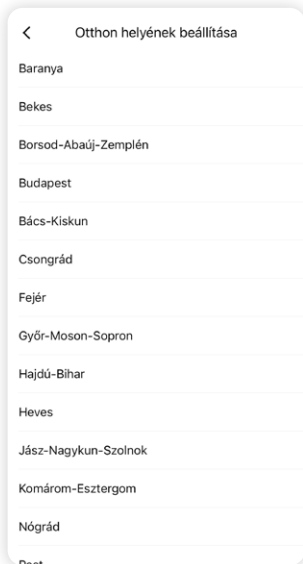 Otthon helyének beállítása
Baranya
Bekes
Borsod-Abaúj-Zemplén
Budapest
Bács-Kiskun
Csongrád
Fejér
Győr-Moson-Sopron
Hajdú-Bihar
Heves
Jász-Nagykun-Szolnok
Komárom-Esztergom
Nógrád